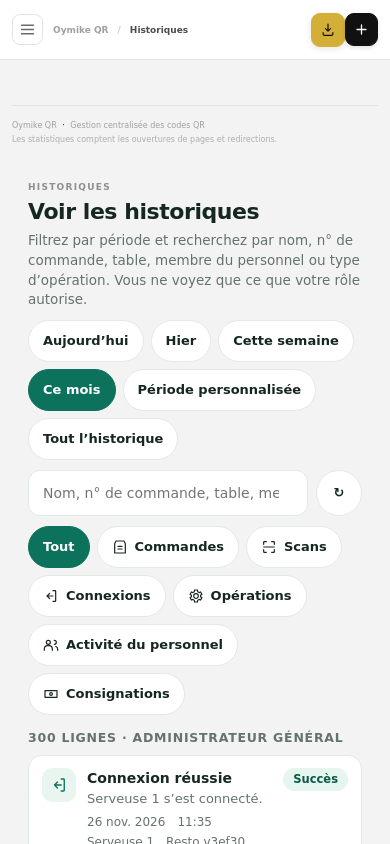 Oymike QR / Historiques
Oymike QR · Gestion centralisée des codes QR
Les statistiques comptent les ouvertures de pages et redirections.
HISTORIQUES
Voir les historiques
Filtrez par période et recherchez par nom, n° de
commande, table, membre du personnel ou type
d’opération. Vous ne voyez que ce que votre rôle
autorise.
Aujourd’hui Hier Cette semaine
Ce mois Période personnalisée
Tout l’historique
Nom, n° de commande, table, me
Tout Commandes Scans
Connexions Opérations
Activité du personnel
Consignations
300 LIGNES · ADMINISTRATEUR GÉNÉRAL
Connexion réussie Succès
Serveuse 1 s’est connecté.
26 nov. 2026 11:35
Serveuse 1 Resto v3ef30